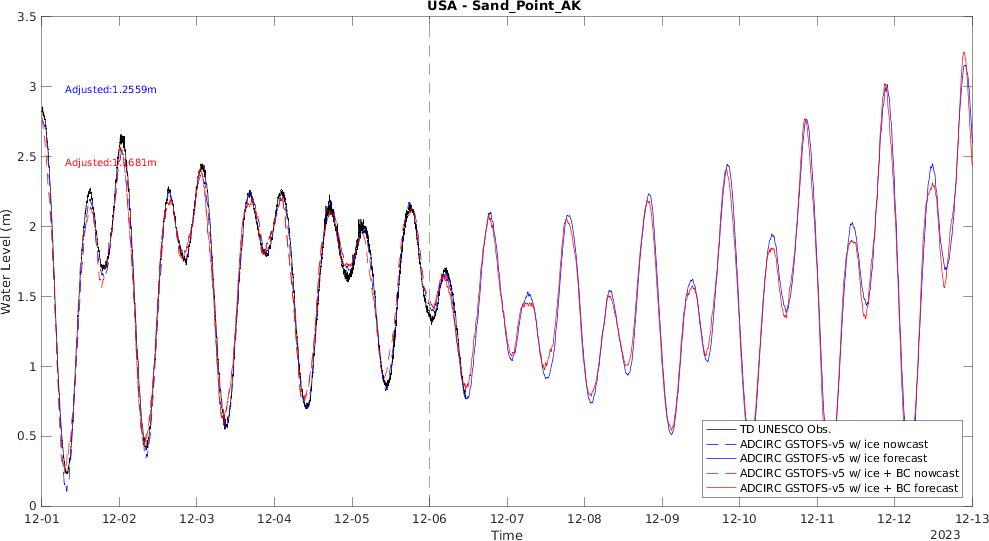 USA - Sand_Point_AK
3.5
3
2.5
2
1.5
1
0.5
0
Water Level (m)
Adjusted:1.2559m
TD UNESCO Obs.
ADCIRC GSTOFS-v5 w/ ice nowcast
ADCIRC GSTOFS-v5 w/ ice forecast
ADCIRC GSTOFS-v5 w/ ice + BC nowcast
ADCIRC GSTOFS-v5 w/ ice + BC forecast
12-01 12-02 12-03 12-04 12-05 12-06 12-07 12-08 12-09 12-10 12-11 12-12 12-13
Time
2023